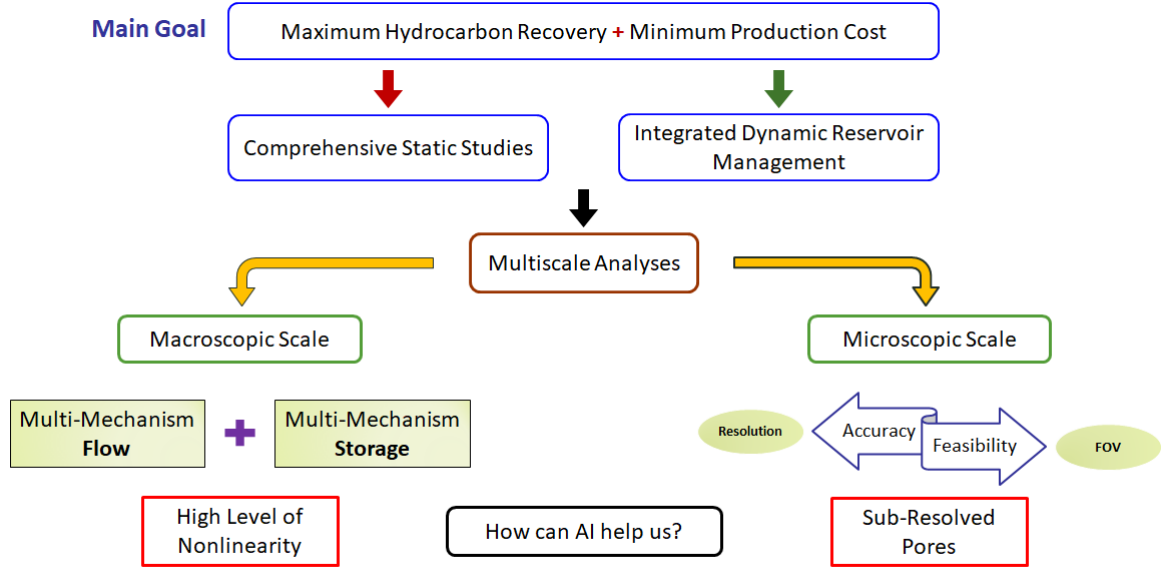 Main Goal
Maximum Hydrocarbon Recovery + Minimum Production Cost
Comprehensive Static Studies
Integrated Dynamic Reservoir
Management
Multiscale Analyses
Macroscopic Scale
Microscopic Scale
Multi-Mechanism
Flow
Multi-Mechanism
Storage
Resolution
Accuracy
Feasibility
FOV
High Level of
Nonlinearity
How can AI help us?
Sub-Resolved
Pores